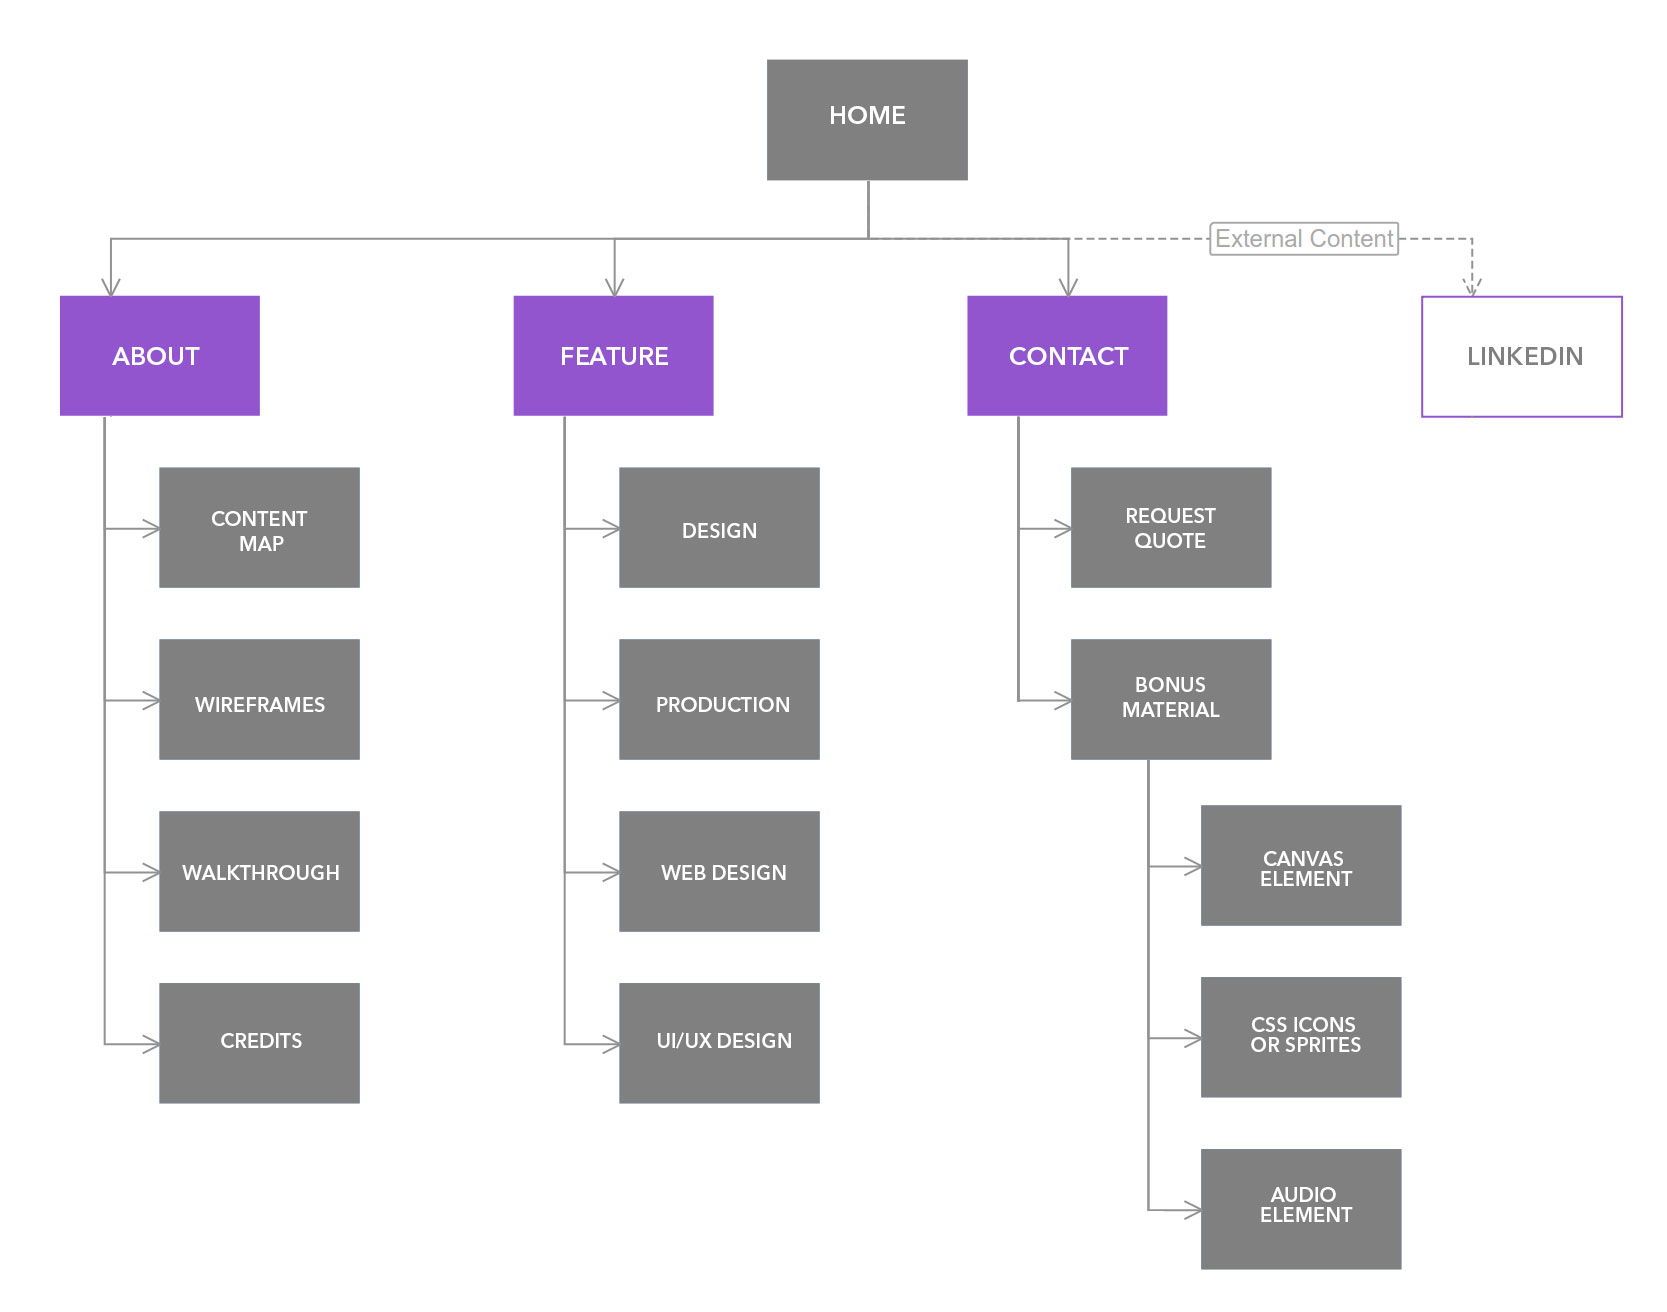 HOME
External Content
ABOUT
FEATURE
CONTACT
LINKEDIN
CONTENT
MAP
WIREFRAMES
WALKTHROUGH
CREDITS
DESIGN
PRODUCTION
WEB DESIGN
UI/UX DESIGN
REQUEST
QUOTE
BONUS
MATERIAL
CANVAS
ELEMENT
CSS ICONS
OR SPRITES
AUDIO
ELEMENT